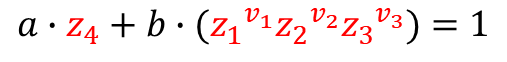 a · z₄ + b · (z₁^{v₁} z₂^{v₂} z₃^{v₃}) = 1